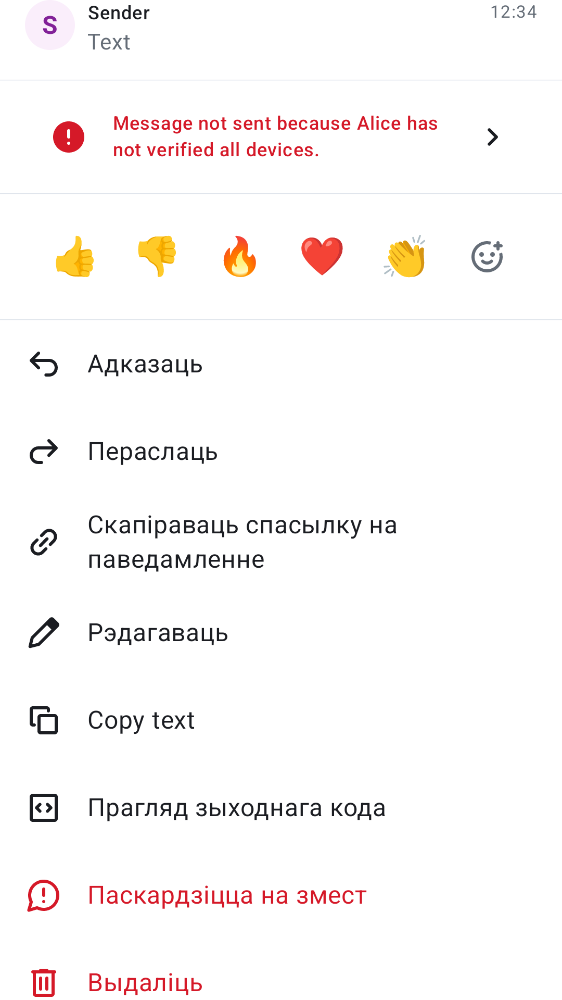 S
Sender
12:34
Text
Message not sent because Alice has
not verified all devices.
Адказаць
Пераслаць
Скапіраваць спасылку на
паведамленне
Рэдагаваць
Copy text
Прагляд зыходнага кода
Паскардзіцца на змест
Выдаліць